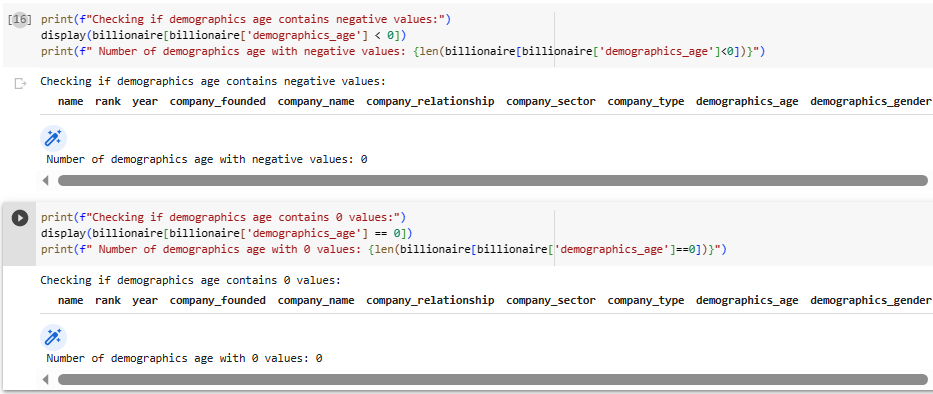 [16] print(f"Checking if demographics age contains negative values:")
display(billionaire[billionaire['demographics_age'] < 0])
print(f" Number of demographics age with negative values: {len(billionaire[billionaire['demographics_age']<0])}")
Checking if demographics age contains negative values:
name rank year company_founded company_name company_relationship company_sector company_type demographics_age demographics_gender
Number of demographics age with negative values: 0
print(f"Checking if demographics age contains 0 values:")
display(billionaire[billionaire['demographics_age'] == 0])
print(f" Number of demographics age with 0 values: {len(billionaire[billionaire['demographics_age']==0])}")
Checking if demographics age contains 0 values:
name rank year company_founded company_name company_relationship company_sector company_type demographics_age demographics_gender
Number of demographics age with 0 values: 0